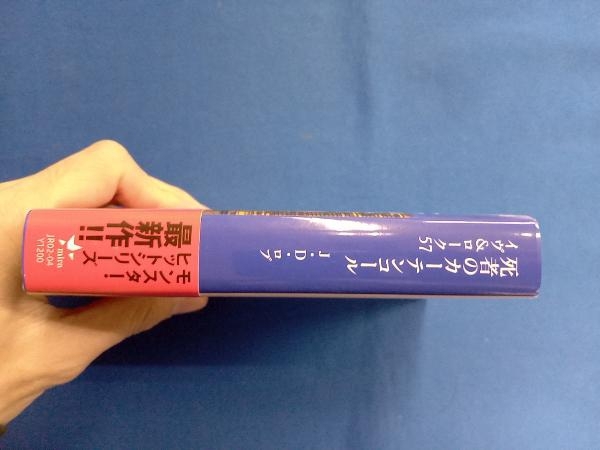 死者のカーテンコール
イヴ&ローク57
J・D・ロブ
モンスター・
ヒットシリーズ
最新作!!
mira
JR02-04
¥1200